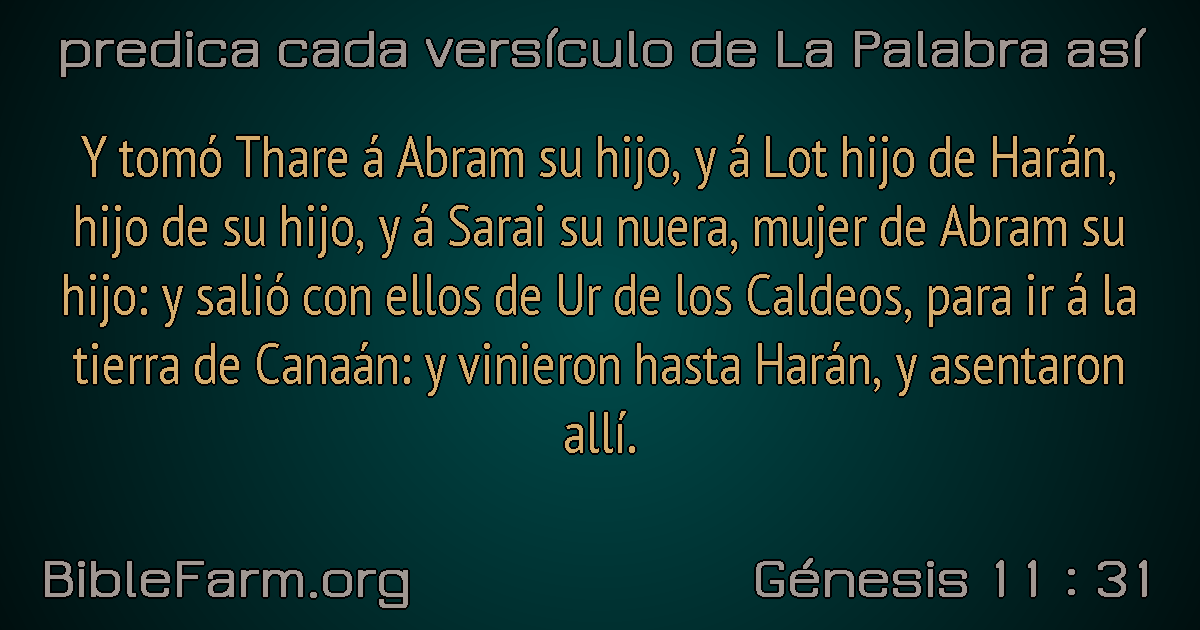 predica cada versículo de La Palabra así
Y tomó Thare á Abram su hijo, y á Lot hijo de Harán,
hijo de su hijo, y á Sarai su nuera, mujer de Abram su
hijo: y salió con ellos de Ur de los Caldeos, para ir á la
tierra de Canaán: y vinieron hasta Harán, y asentaron
allí.
BibleFarm.org
Génesis 11 : 31